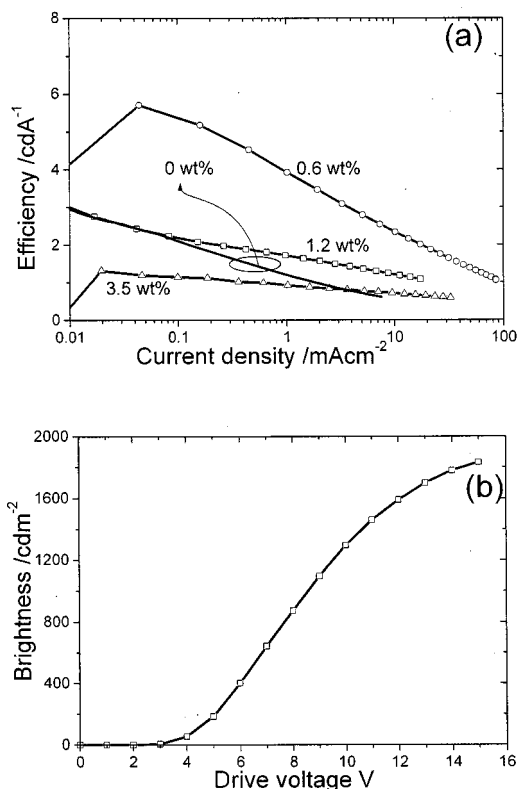 (a)
8
6
4
2
0
Efficiency /cdA⁻¹
0 wt%
0.6 wt%
1.2 wt%
3.5 wt%
0.01 0.1 1 10 100
Current density /mAcm⁻²
(b)
2000
1600
1200
800
400
0
Brightness /cdm⁻²
0 2 4 6 8 10 12 14 16
Drive voltage V